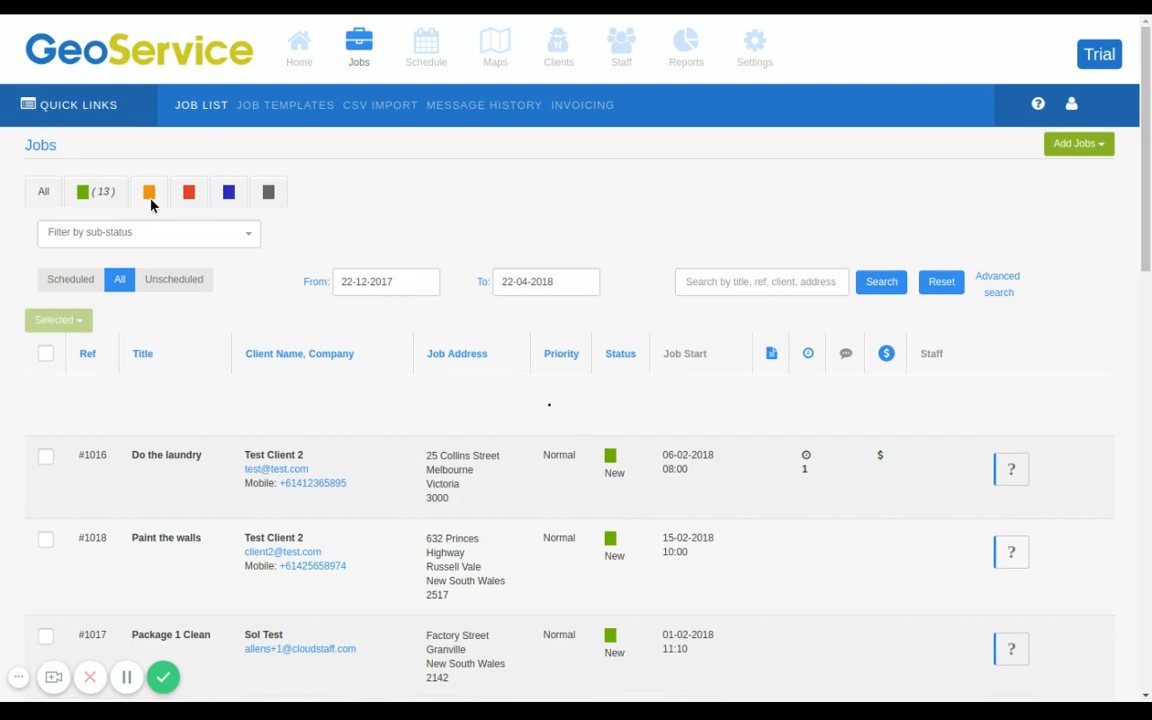 GeoService
Home
Jobs
Schedule
Maps
Clients
Staff
Reports
Settings
Trial
QUICK LINKS
JOB LIST
JOB TEMPLATES
CSV IMPORT
MESSAGE HISTORY
INVOICING
?
Jobs
Add Jobs
All
( 13 )
Filter by sub-status
Scheduled
All
Unscheduled
From:
22-12-2017
To:
22-04-2018
Search by title, ref, client, address
Search
Reset
Advanced
search
Selected
Ref
Title
Client Name, Company
Job Address
Priority
Status
Job Start
$
Staff
#1016
Do the laundry
Test Client 2
test@test.com
Mobile: +61412365895
25 Collins Street
Melbourne
Victoria
3000
Normal
New
06-02-2018
08:00
1
$
?
#1018
Paint the walls
Test Client 2
client2@test.com
Mobile: +61425658974
632 Princes
Highway
Russell Vale
New South Wales
2517
Normal
New
15-02-2018
10:00
?
#1017
Package 1 Clean
Sol Test
allens+1@cloudstaff.com
Factory Street
Granville
New South Wales
2142
Normal
New
01-02-2018
11:10
?